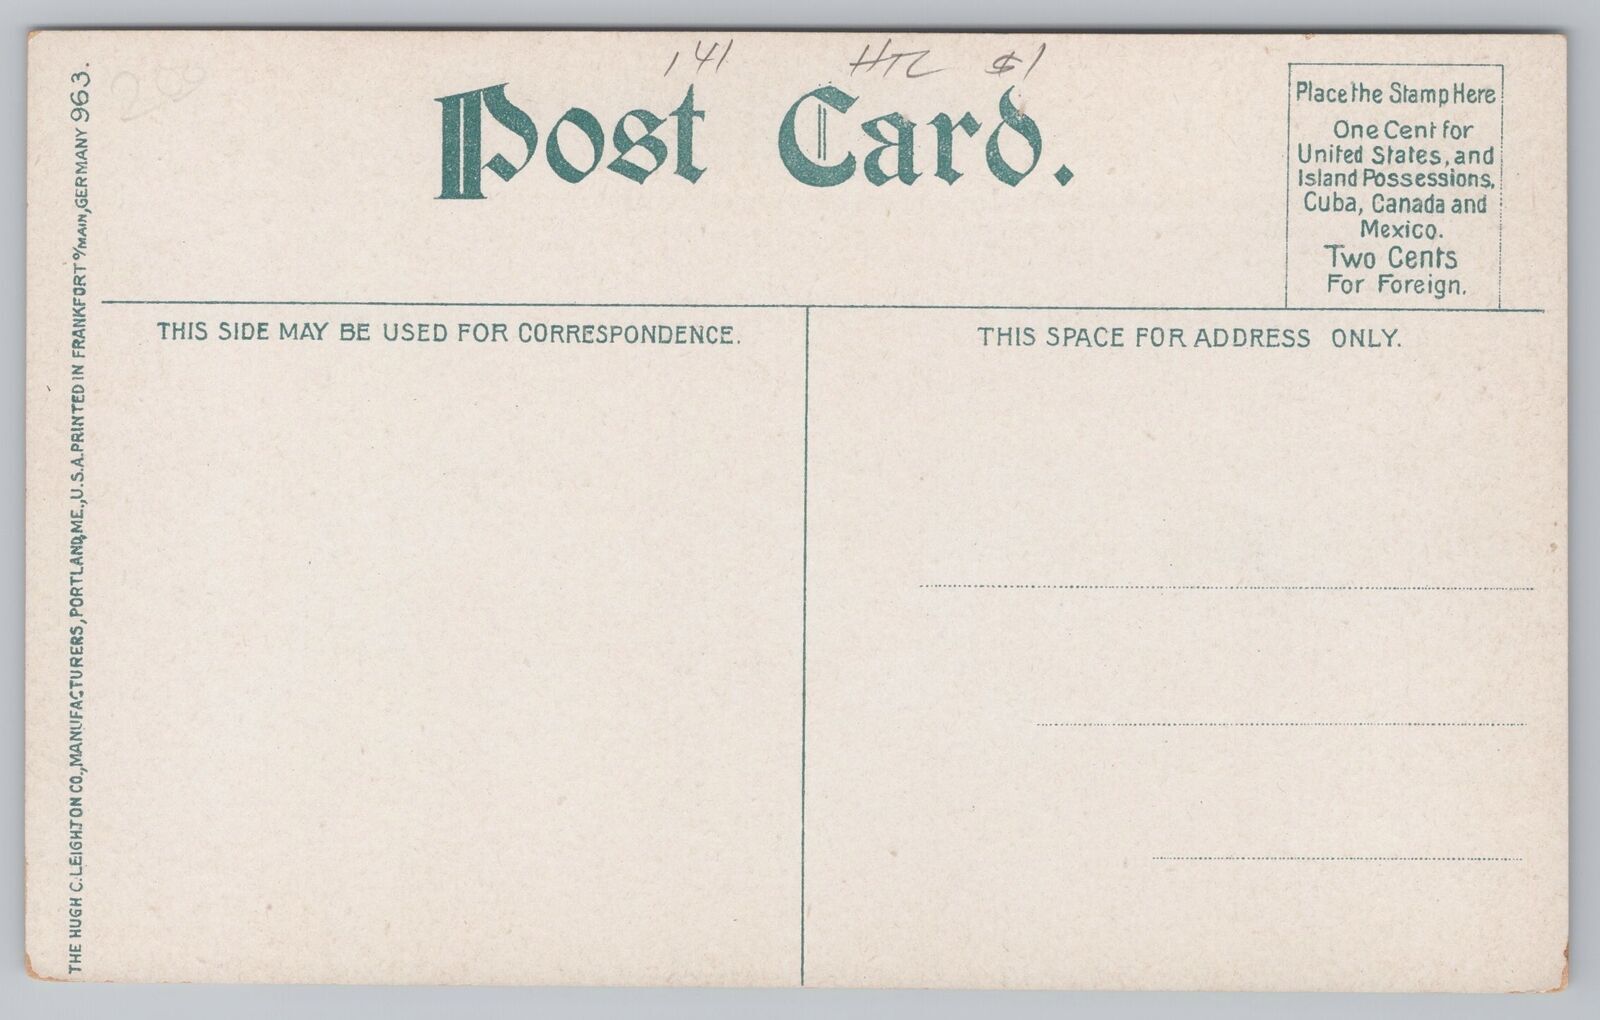 141 HTL $1
Post Card.
Place the Stamp Here
One Cent for
United States, and
Island Possessions,
Cuba, Canada and
Mexico.
Two Cents
For Foreign.
THIS SIDE MAY BE USED FOR CORRESPONDENCE.
THIS SPACE FOR ADDRESS ONLY.
THE HUGH C. LEIGHTON CO., MANUFACTURERS, PORTLAND, ME., U.S.A. PRINTED IN FRANKFORT o/MAIN, GERMANY 963.